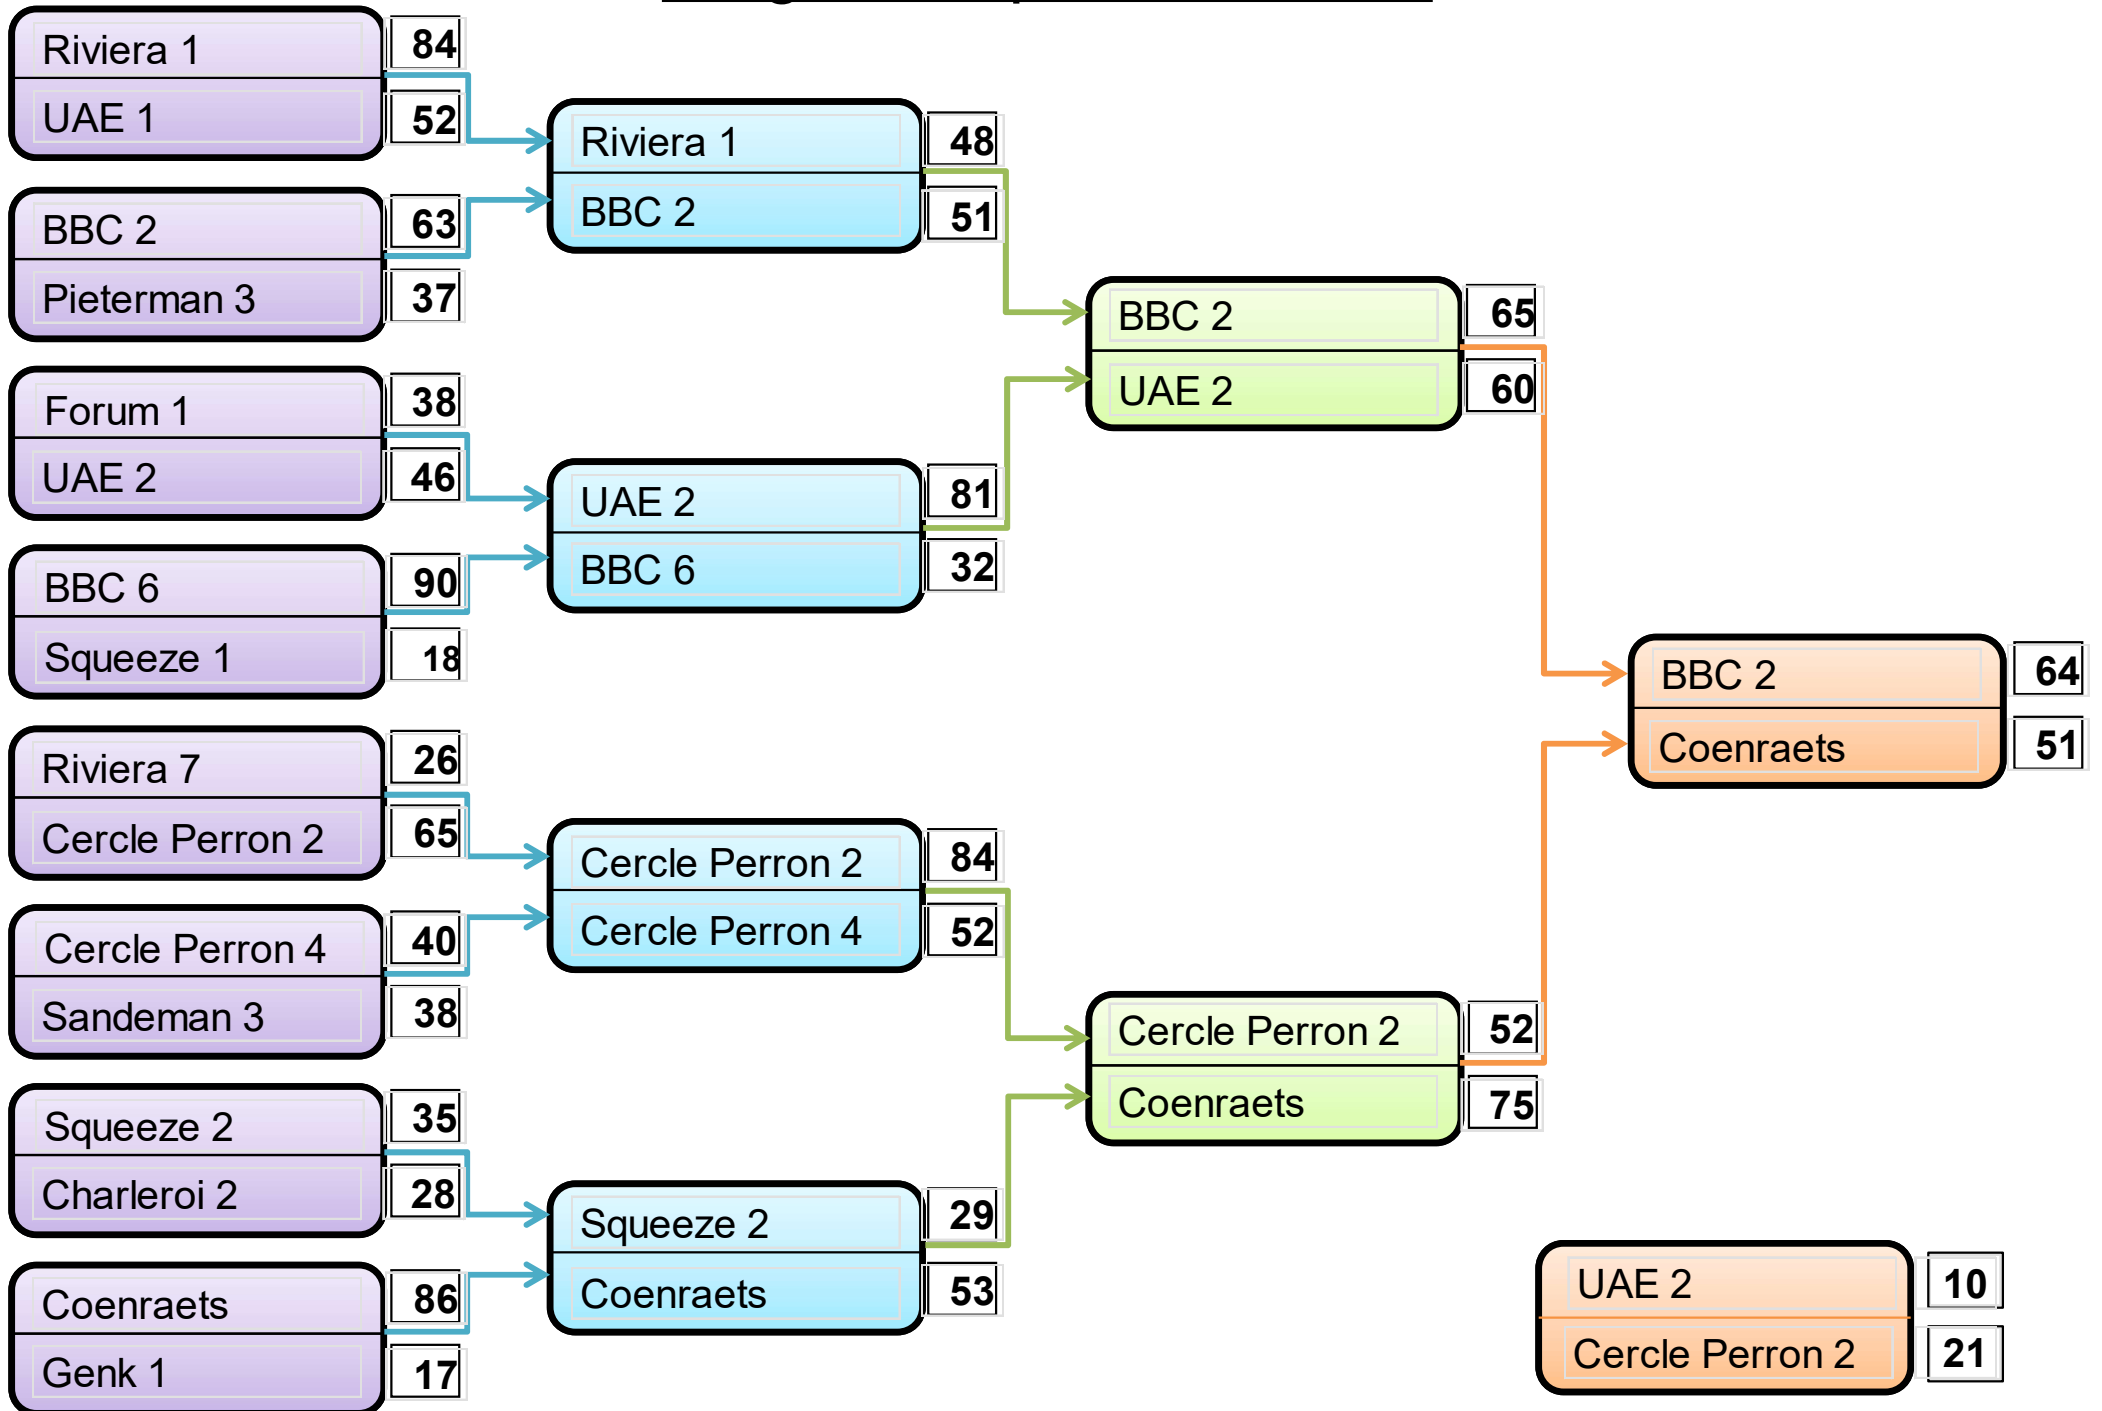 Riviera 1 84
UAE 1 52
BBC 2 63
Pieterman 3 37
Forum 1 38
UAE 2 46
BBC 6 90
Squeeze 1 18
Riviera 7 26
Cercle Perron 2 65
Cercle Perron 4 40
Sandeman 3 38
Squeeze 2 35
Charleroi 2 28
Coenraets 86
Genk 1 17
Riviera 1 48
BBC 2 51
UAE 2 81
BBC 6 32
Cercle Perron 2 84
Cercle Perron 4 52
Squeeze 2 29
Coenraets 53
BBC 2 65
UAE 2 60
Cercle Perron 2 52
Coenraets 75
BBC 2 64
Coenraets 51
UAE 2 10
Cercle Perron 2 21